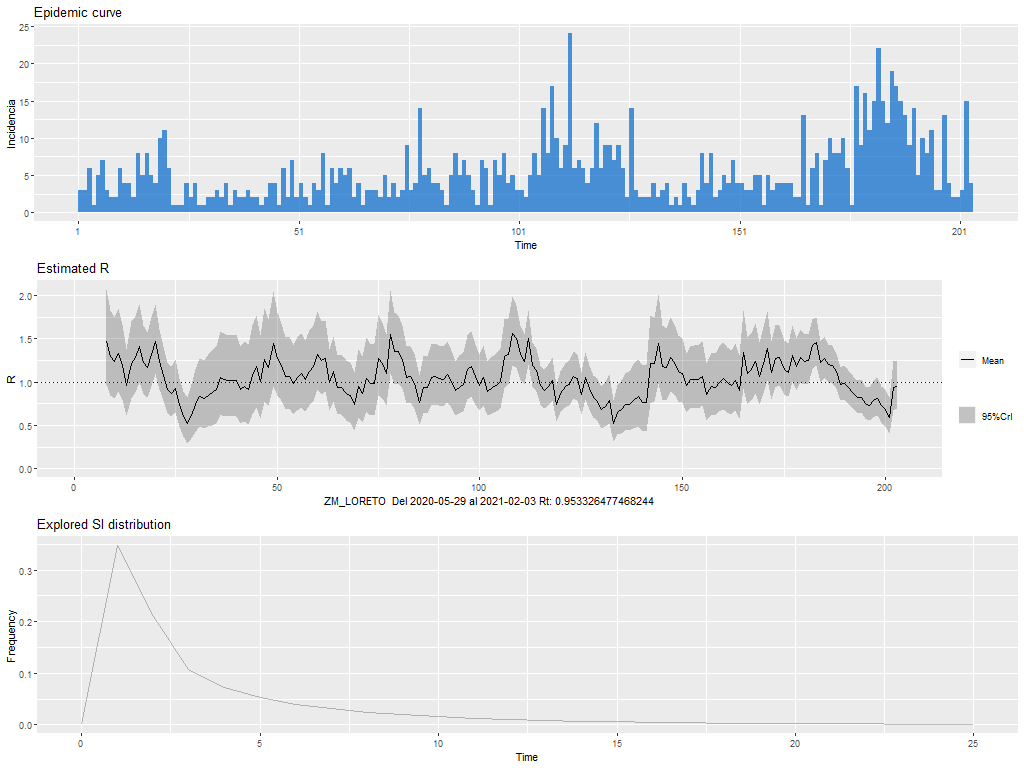 Epidemic curve
25
20
15
10
5
0
Incidencia
1
51
101
151
201
Time
Estimated R
2.0
1.5
1.0
0.5
0.0
R
Mean
95%CrI
0
50
100
150
200
ZM_LORETO Del 2020-05-29 al 2021-02-03 Rt: 0.953326477468244
Explored SI distribution
0.3
0.2
0.1
0.0
Frequency
0
5
10
15
20
25
Time